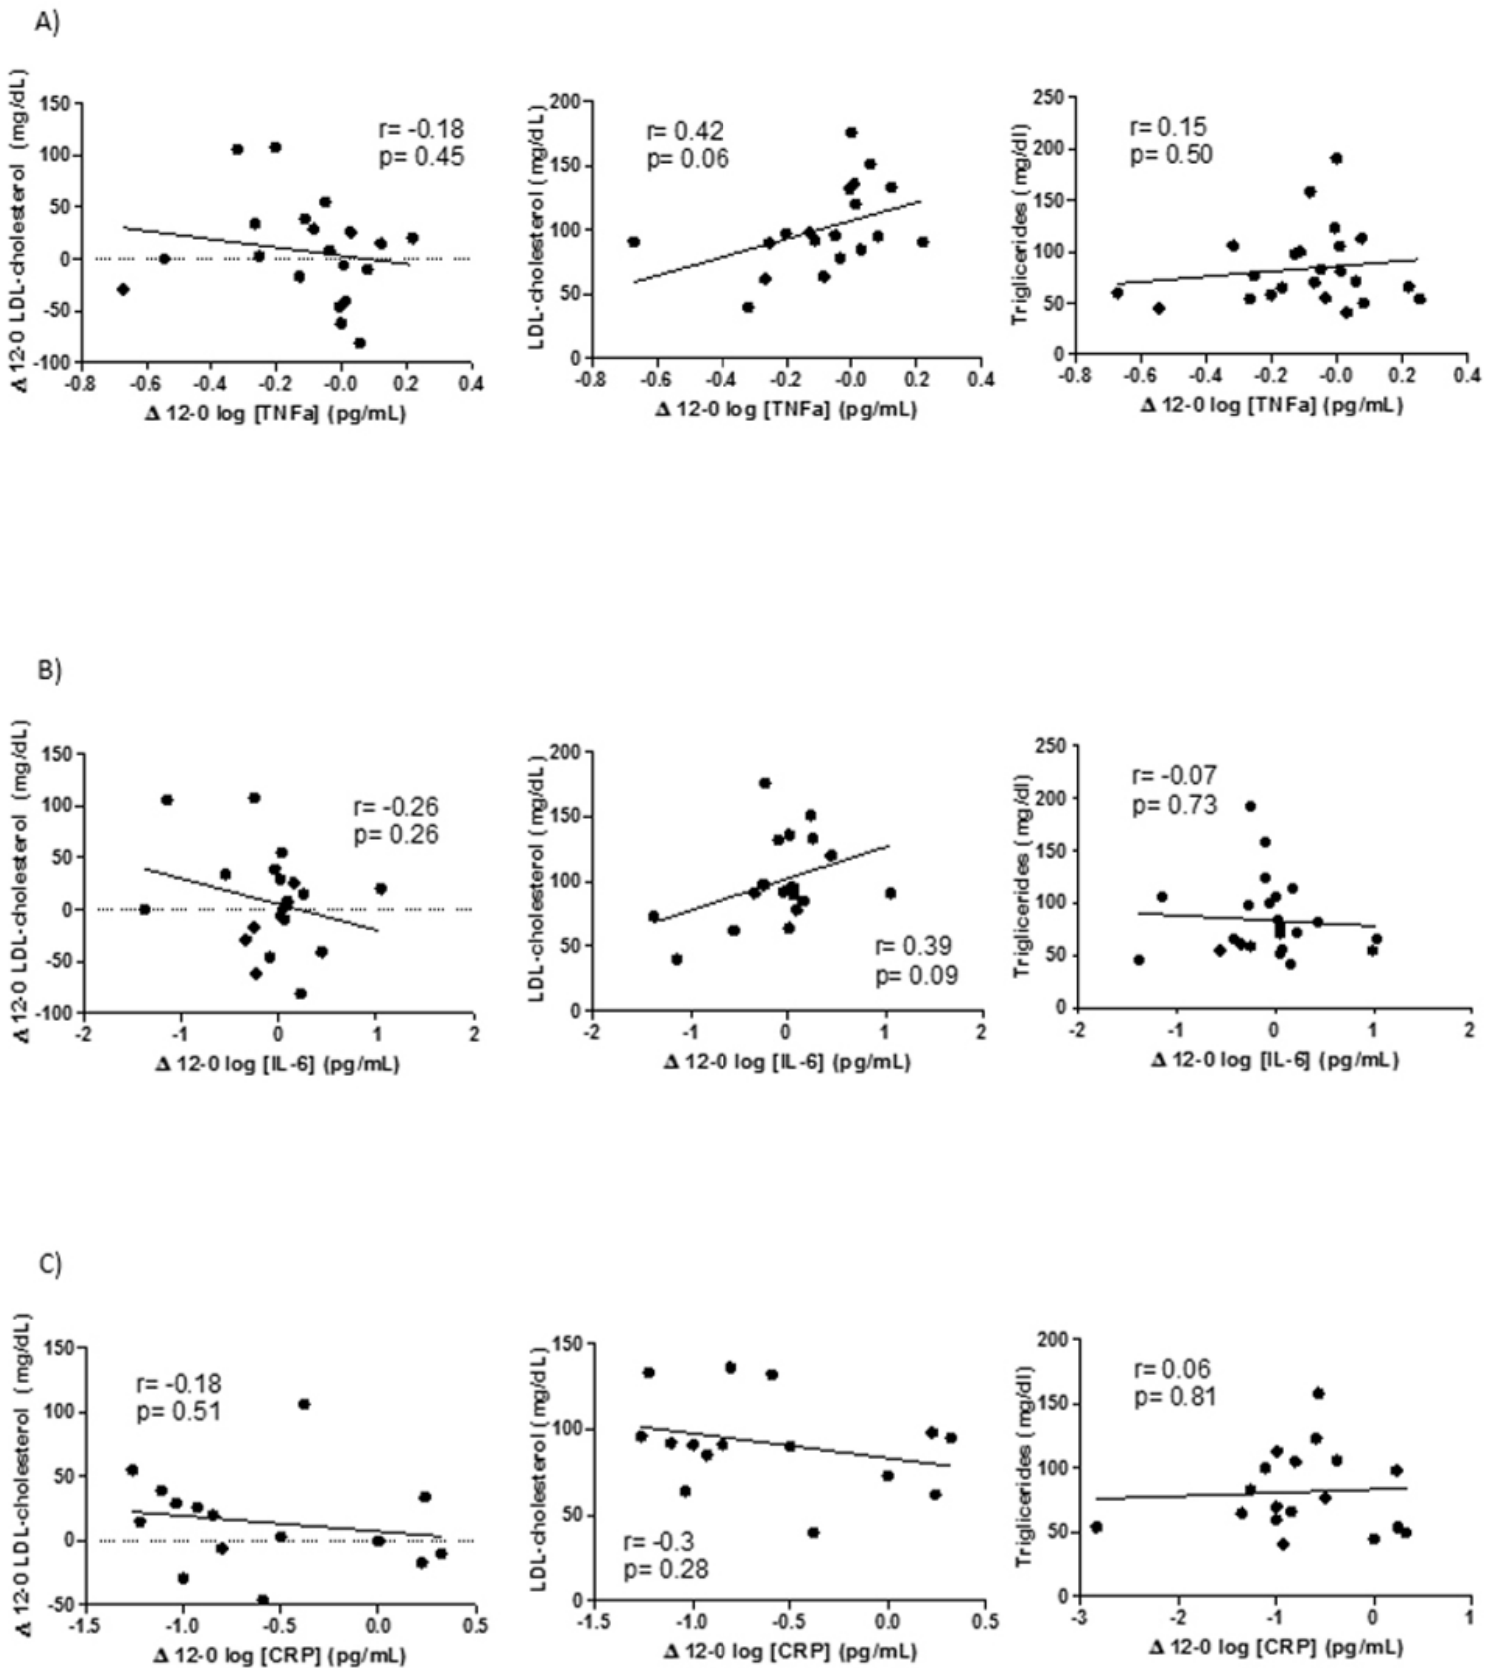 A)
Δ 12-0 LDL-cholesterol (mg/dL)
150
100
50
0
-50
-100
r= -0.18
p= 0.45
-0.8 -0.6 -0.4 -0.2 -0.0 0.2 0.4
Δ 12-0 log [TNFa] (pg/mL)
LDL-cholesterol (mg/dL)
200
150
100
50
0
r= 0.42
p= 0.06
-0.8 -0.6 -0.4 -0.2 -0.0 0.2 0.4
Δ 12-0 log [TNFa] (pg/mL)
Triglicerides (mg/dl)
250
200
150
100
50
0
r= 0.15
p= 0.50
-0.8 -0.6 -0.4 -0.2 -0.0 0.2 0.4
Δ 12-0 log [TNFa] (pg/mL)
B)
Δ 12-0 LDL-cholesterol (mg/dL)
150
100
50
0
-50
-100
r= -0.26
p= 0.26
-2 -1 0 1 2
Δ 12-0 log [IL-6] (pg/mL)
LDL-cholesterol (mg/dL)
200
150
100
50
0
r= 0.39
p= 0.09
-2 -1 0 1 2
Δ 12-0 log [IL-6] (pg/mL)
Triglicerides (mg/dl)
250
200
150
100
50
0
r= -0.07
p= 0.73
-2 -1 0 1 2
Δ 12-0 log [IL-6] (pg/mL)
C)
Δ 12-0 LDL-cholesterol (mg/dL)
150
100
50
0
-50
r= -0.18
p= 0.51
-1.5 -1.0 -0.5 0.0 0.5
Δ 12-0 log [CRP] (pg/mL)
LDL-cholesterol (mg/dL)
150
100
50
0
r= -0.3
p= 0.28
-1.5 -1.0 -0.5 0.0 0.5
Δ 12-0 log [CRP] (pg/mL)
Triglicerides (mg/dl)
200
150
100
50
0
r= 0.06
p= 0.81
-3 -2 -1 0 1
Δ 12-0 log [CRP] (pg/mL)